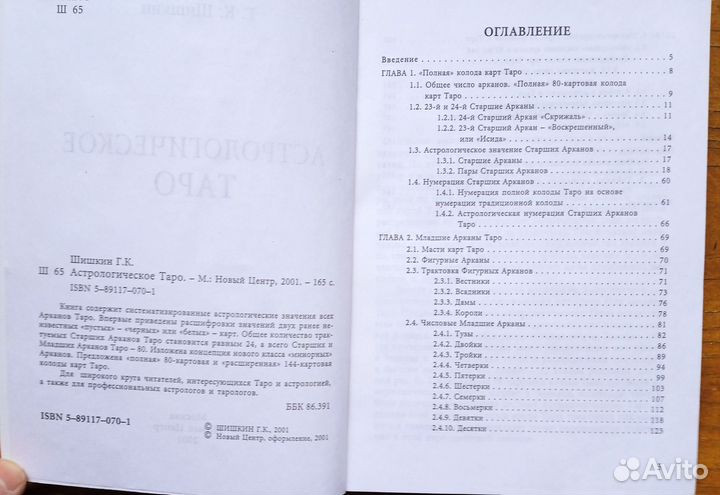 Ш 65
Шишкин Г.К.
Ш 65 Астрологическое Таро. – М.: Новый Центр, 2001. – 165 с.
ISBN 5–89117–070–1
Книга содержит систематизированные астрологические значения всех
Арканов Таро. Впервые приведены расшифровки значений двух ранее не-
известных «пустых» – «черных» или «белых» – карт. Общее количество трак-
туемых Старших Арканов Таро становится равным 24, а всего Старших и
Младших Арканов Таро – 80. Изложена концепция нового класса «минорных»
Арканов. Предложена «полная» 80-картовая и «расширенная» 144-картовая
колоды карт Таро.
Для широкого круга читателей, интересующихся Таро и астрологией,
а также для профессиональных астрологов и тарологов.
ББК 86.391
ISBN 5–89117–070–1
© ШИШКИН Г.К., 2001
© Новый Центр, оформление, 2001
ОГЛАВЛЕНИЕ
Введение 5
ГЛАВА 1. «Полная» колода карт Таро 8
1.1. Общее число арканов. «Полная» 80-картовая колода
карт Таро 9
1.2. 23-й и 24-й Старшие Арканы 11
1.2.1. 24-й Старший Аркан «Скрижаль» 11
1.2.2. 23-й Старший Аркан – «Воскрешенный»,
или «Исида» 14
1.3. Астрологическое значение Старших Арканов 17
1.3.1. Старшие Арканы 17
1.3.2. Пары Старших Арканов 18
1.4. Нумерация Старших Арканов 60
1.4.1. Нумерация полной колоды Таро на основе
нумерации традиционной колоды 61
1.4.2. Астрологическая нумерация Старших Арканов
Таро 66
ГЛАВА 2. Младшие Арканы Таро 69
2.1. Масти карт Таро 69
2.2. Фигурные Арканы 70
2.3. Трактовка Фигурных Арканов 71
2.3.1. Вестники 71
2.3.2. Всадники 73
2.3.3. Дамы 76
2.3.4. Короли 78
2.4. Числовые Младшие Арканы 81
2.4.1. Тузы 82
2.4.2. Двойки 86
2.4.3. Тройки 89
2.4.4. Четверки 94
2.4.5. Пятерки 99
2.4.6. Шестерки 103
2.4.7. Семерки 107
2.4.8. Восьмерки 112
2.4.9. Девятки 118
2.4.10. Десятки 123
Avito